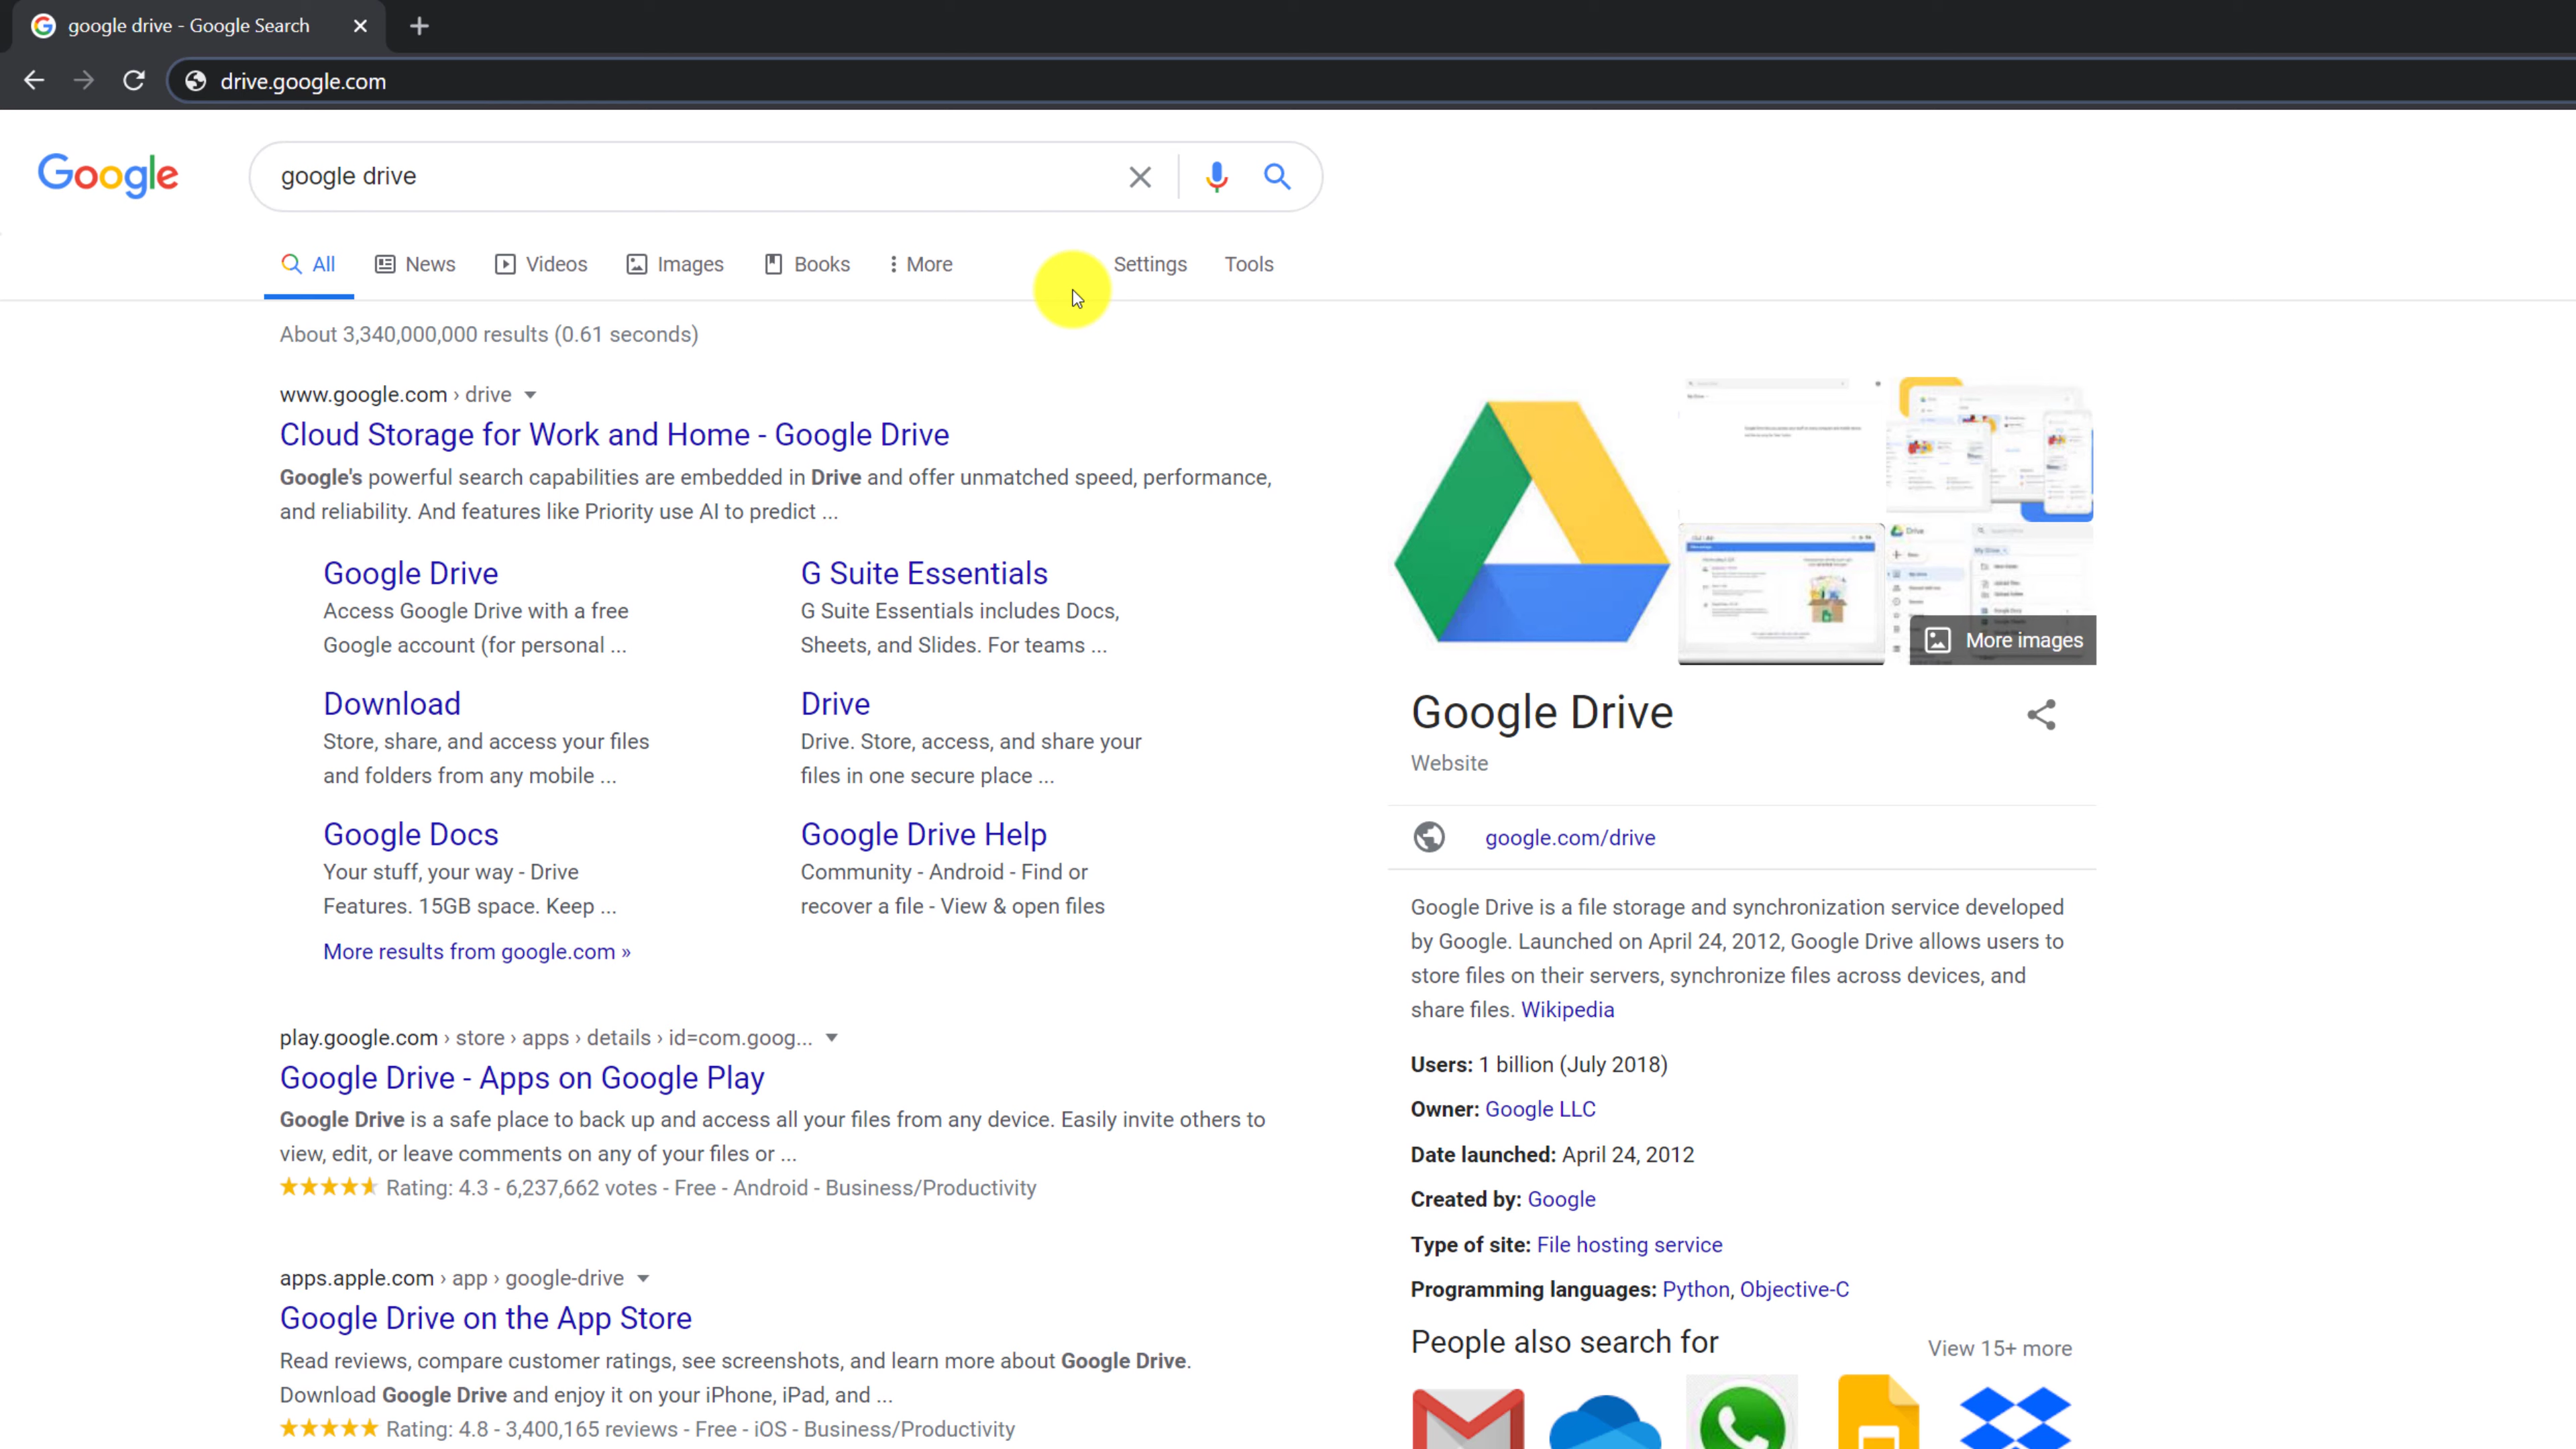 google drive - Google Search
drive.google.com
Google
google drive
All
News
Videos
Images
Books
More
Settings
Tools
About 3,340,000,000 results (0.61 seconds)
www.google.com › drive
Cloud Storage for Work and Home - Google Drive
Google's powerful search capabilities are embedded in Drive and offer unmatched speed, performance,
and reliability. And features like Priority use AI to predict ...
Google Drive
Access Google Drive with a free
Google account (for personal ...
G Suite Essentials
G Suite Essentials includes Docs,
Sheets, and Slides. For teams ...
Download
Store, share, and access your files
and folders from any mobile ...
Drive
Drive. Store, access, and share your
files in one secure place ...
Google Docs
Your stuff, your way - Drive
Features. 15GB space. Keep ...
Google Drive Help
Community - Android - Find or
recover a file - View & open files
More results from google.com »
play.google.com › store › apps › details › id=com.goog...
Google Drive - Apps on Google Play
Google Drive is a safe place to back up and access all your files from any device. Easily invite others to
view, edit, or leave comments on any of your files or ...
Rating: 4.3 - 6,237,662 votes - Free - Android - Business/Productivity
apps.apple.com › app › google-drive
Google Drive on the App Store
Read reviews, compare customer ratings, see screenshots, and learn more about Google Drive.
Download Google Drive and enjoy it on your iPhone, iPad, and ...
Rating: 4.8 - 3,400,165 reviews - Free - iOS - Business/Productivity
Drive
My Drive
More images
Google Drive
Website
google.com/drive
Google Drive is a file storage and synchronization service developed
by Google. Launched on April 24, 2012, Google Drive allows users to
store files on their servers, synchronize files across devices, and
share files. Wikipedia
Users: 1 billion (July 2018)
Owner: Google LLC
Date launched: April 24, 2012
Created by: Google
Type of site: File hosting service
Programming languages: Python, Objective-C
People also search for
View 15+ more